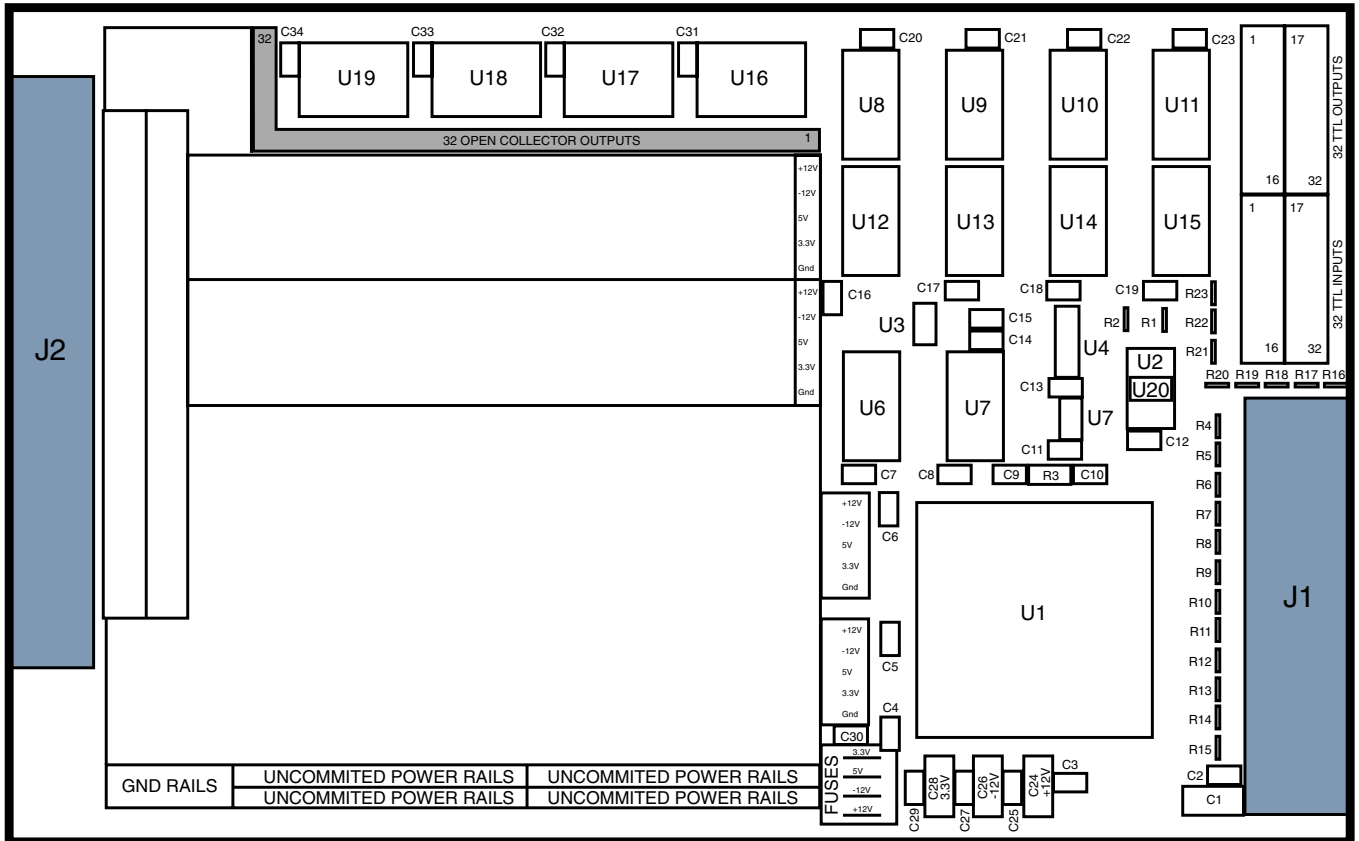 C34
C33
C32
C31
C20
C21
C22
C23
32
U19
U18
U17
U16
U8
U9
U10
U11
1
17
16
32
32 TTL OUTPUTS
32 OPEN COLLECTOR OUTPUTS
1
+12V
-12V
5V
3.3V
Gnd
U12
U13
U14
U15
1
17
16
32
32 TTL INPUTS
+12V
-12V
5V
3.3V
Gnd
C16
C17
C18
C19
R23
R22
R21
U3
C15
C14
U4
R2
R1
U2
U20
C12
R20
R19
R18
R17
R16
J2
U6
U7
C13
U7
C11
C7
C8
C9
R3
C10
R4
R5
R6
R7
R8
R9
R10
R11
R12
R13
R14
R15
J1
+12V
-12V
5V
3.3V
Gnd
C6
U1
+12V
-12V
5V
3.3V
Gnd
C5
C4
C30
FUSES
3.3V
5V
-12V
+12V
C29
C28
3.3V
C27
C26
-12V
C25
C24
+12V
C3
C2
C1
GND RAILS
UNCOMMITED POWER RAILS
UNCOMMITED POWER RAILS
UNCOMMITED POWER RAILS
UNCOMMITED POWER RAILS